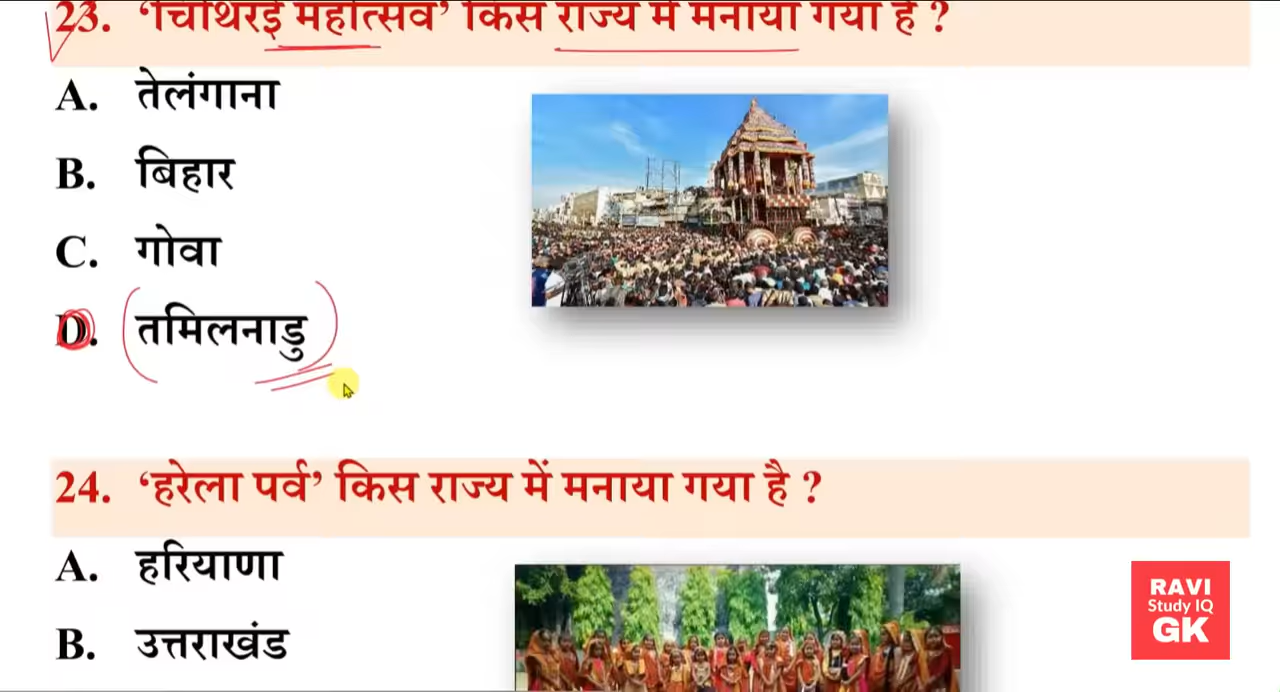 23. ‘चिथिरई महोत्सव’ किस राज्य में मनाया गया है ?
A. तेलंगाना
B. बिहार
C. गोवा
D. तमिलनाडु
24. ‘हरेला पर्व’ किस राज्य में मनाया गया है ?
A. हरियाणा
B. उत्तराखंड
RAVI
Study IQ
GK